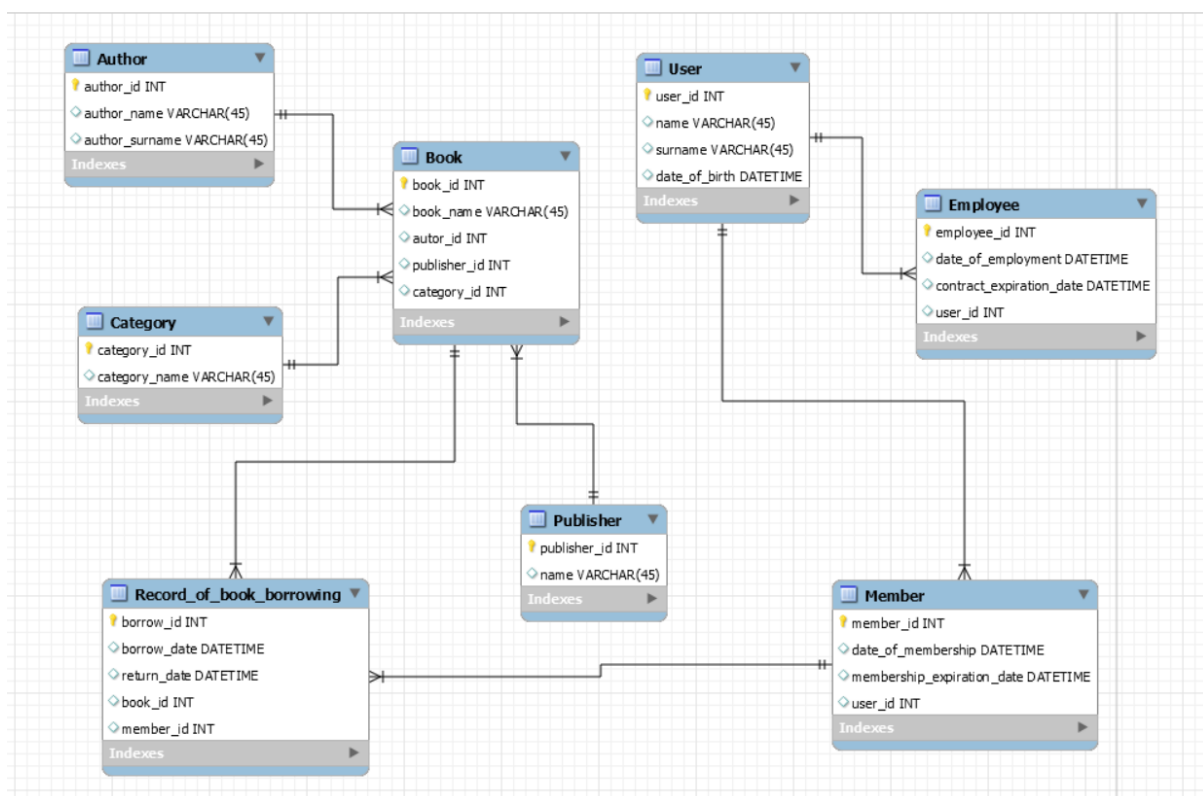 Author
author_id INT
author_name VARCHAR(45)
author_surname VARCHAR(45)
Indexes
User
user_id INT
name VARCHAR(45)
surname VARCHAR(45)
date_of_birth DATETIME
Indexes
Book
book_id INT
book_name VARCHAR(45)
autor_id INT
publisher_id INT
category_id INT
Indexes
Employee
employee_id INT
date_of_employment DATETIME
contract_expiration_date DATETIME
user_id INT
Indexes
Category
category_id INT
category_name VARCHAR(45)
Indexes
Publisher
publisher_id INT
name VARCHAR(45)
Indexes
Record_of_book_borrowing
borrow_id INT
borrow_date DATETIME
return_date DATETIME
book_id INT
member_id INT
Indexes
Member
member_id INT
date_of_membership DATETIME
membership_expiration_date DATETIME
user_id INT
Indexes